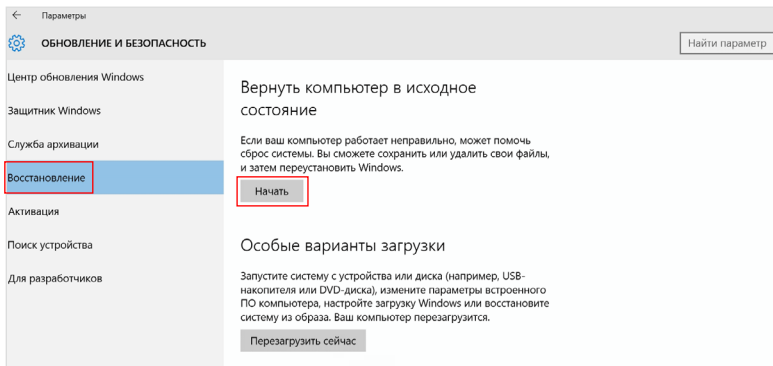 Параметры
ОБНОВЛЕНИЕ И БЕЗОПАСНОСТЬ
Найти параметр
Центр обновления Windows
Защитник Windows
Служба архивации
Восстановление
Активация
Поиск устройства
Для разработчиков
Вернуть компьютер в исходное
состояние
Если ваш компьютер работает неправильно, может помочь
сброс системы. Вы сможете сохранить или удалить свои файлы,
и затем переустановить Windows.
Начать
Особые варианты загрузки
Запустите систему с устройства или диска (например, USB-
накопителя или DVD-диска), измените параметры встроенного
ПО компьютера, настройте загрузку Windows или восстановите
систему из образа. Ваш компьютер перезагрузится.
Перезагрузить сейчас